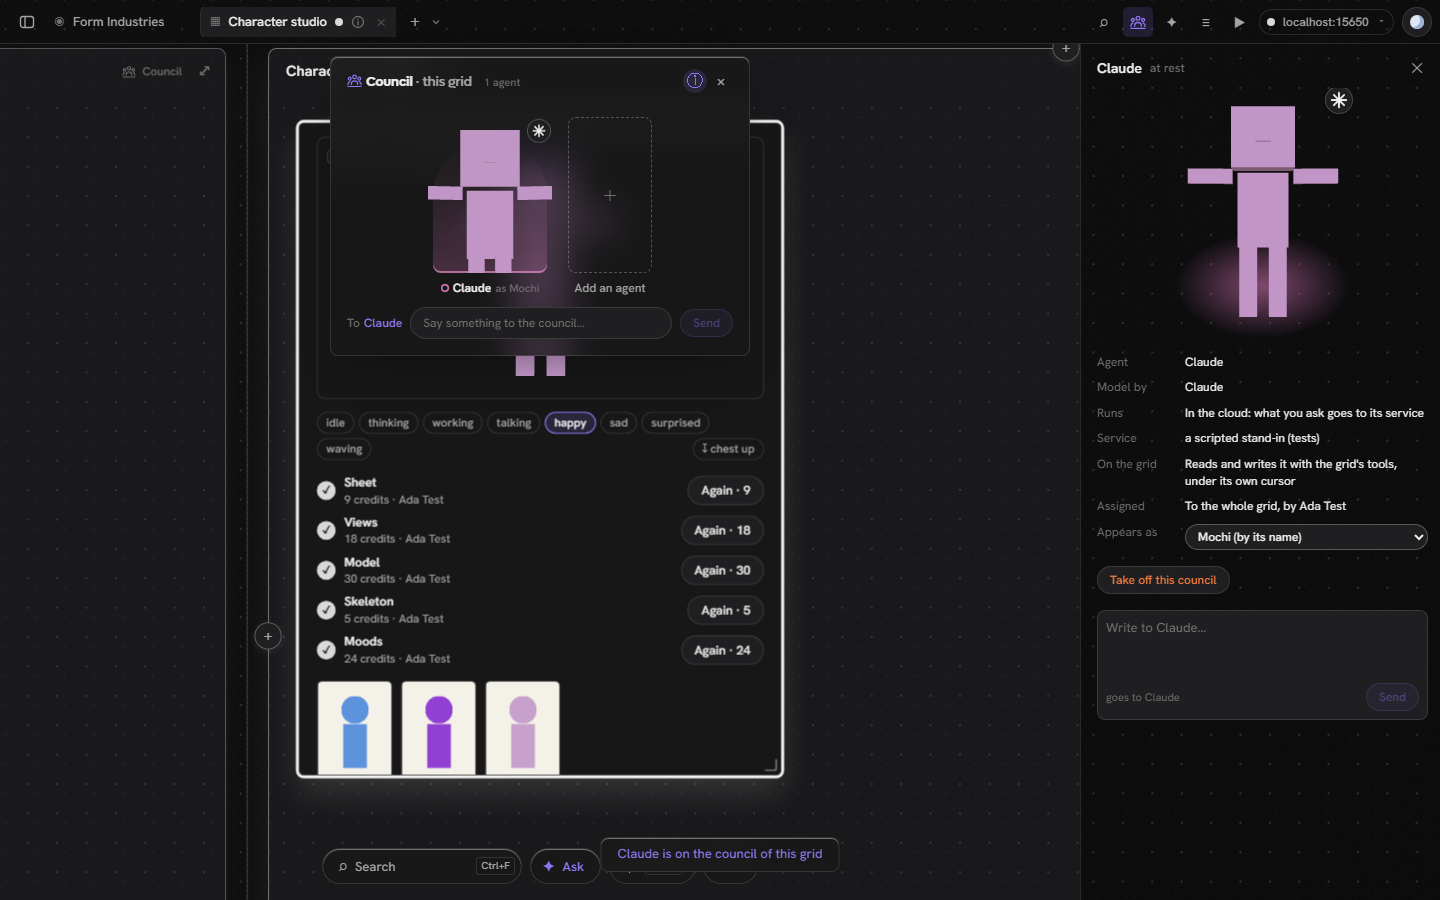 Form Industries
Character studio
localhost:15650
Council
Charac
Council · this grid 1 agent
Claude as Mochi
Add an agent
To Claude
Say something to the council...
Send
idle
thinking
working
talking
happy
sad
surprised
waving
chest up
Sheet
9 credits · Ada Test
Again · 9
Views
18 credits · Ada Test
Again · 18
Model
30 credits · Ada Test
Again · 30
Skeleton
5 credits · Ada Test
Again · 5
Moods
24 credits · Ada Test
Again · 24
Search
Ctrl+F
Ask
Claude is on the council of this grid
Claude at rest
Agent Claude
Model by Claude
Runs In the cloud: what you ask goes to its service
Service a scripted stand-in (tests)
On the grid Reads and writes it with the grid's tools,
under its own cursor
Assigned To the whole grid, by Ada Test
Appears as Mochi (by its name)
Take off this council
Write to Claude...
goes to Claude
Send